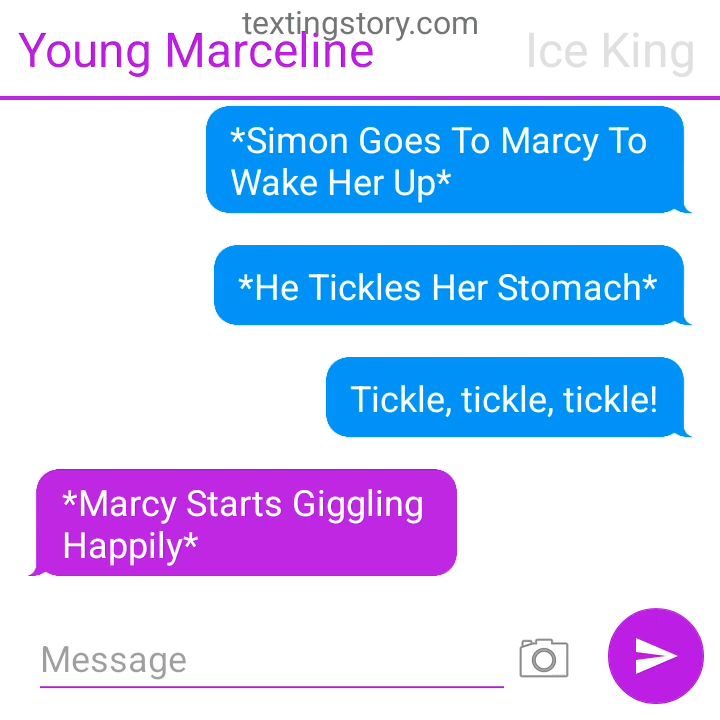 textingstory.com
Young Marceline
Ice King
*Simon Goes To Marcy To
Wake Her Up*
*He Tickles Her Stomach*
Tickle, tickle, tickle!
*Marcy Starts Giggling
Happily*
Message